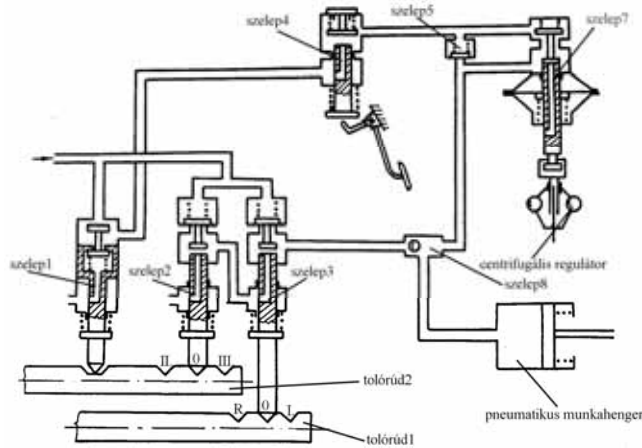 szelep4
szelep5
szelep7
szelep1
szelep2
szelep3
centrifugális regulátor
szelep8
II 0 III
tolórúd2
R 0 L
tolórúd1
pneumatikus munkahenger